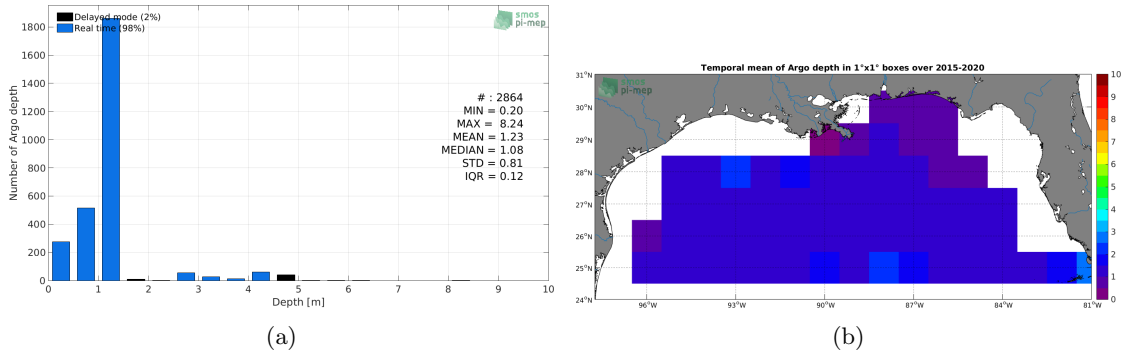 Delayed mode (2%)
Real time (98%)
smos
pi-mep
Number of Argo depth
1800
1600
1400
1200
1000
800
600
400
200
0
# : 2864
MIN = 0.20
MAX = 8.24
MEAN = 1.23
MEDIAN = 1.08
STD = 0.81
IQR = 0.12
0 1 2 3 4 5 6 7 8 9 10
Depth [m]
(a)
Temporal mean of Argo depth in 1°x1° boxes over 2015-2020
smos
pi-mep
31°N
30°N
29°N
28°N
27°N
26°N
25°N
24°N
96°W 93°W 90°W 87°W 84°W 81°W
10
9
8
7
6
5
4
3
2
1
0
(b)